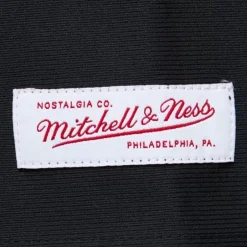 NOSTALGIA CO.
Mitchell & Ness
PHILADELPHIA, PA.